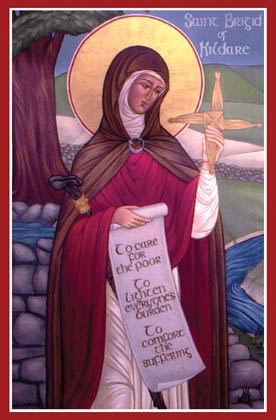 Saint Brigid
of
Kildare
To care
for
the poor
To
lighten
everyones
burden
To
comfort
the
suffering